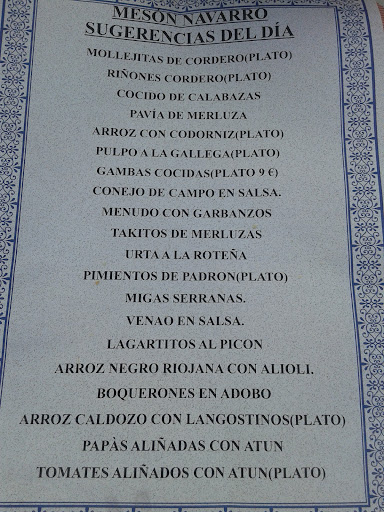 MESÓN NAVARRO
SUGERENCIAS DEL DÍA
MOLLEJITAS DE CORDERO(PLATO)
RIÑONES CORDERO(PLATO)
COCIDO DE CALABAZAS
PAVÍA DE MERLUZA
ARROZ CON CODORNIZ(PLATO)
PULPO A LA GALLEGA(PLATO)
GAMBAS COCIDAS(PLATO 9 €)
CONEJO DE CAMPO EN SALSA.
MENUDO CON GARBANZOS
TAKITOS DE MERLUZAS
URTA A LA ROTEÑA
PIMIENTOS DE PADRON(PLATO)
MIGAS SERRANAS.
VENAO EN SALSA.
LAGARTITOS AL PICON
ARROZ NEGRO RIOJANA CON ALIOLI.
BOQUERONES EN ADOBO
ARROZ CALDOZO CON LANGOSTINOS(PLATO)
PAPÀS ALIÑADAS CON ATUN
TOMATES ALIÑADOS CON ATUN(PLATO)